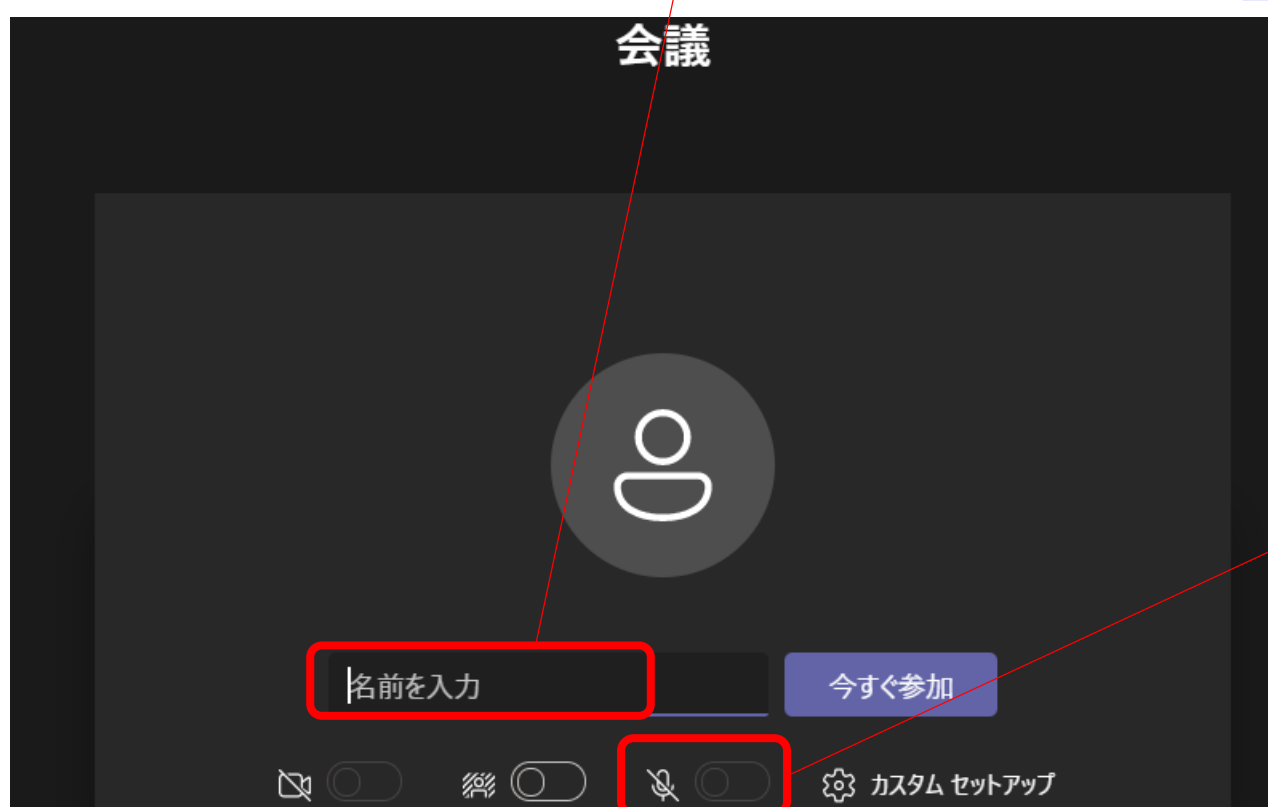 会議
名前を入力
今すぐ参加
カスタム セットアップ